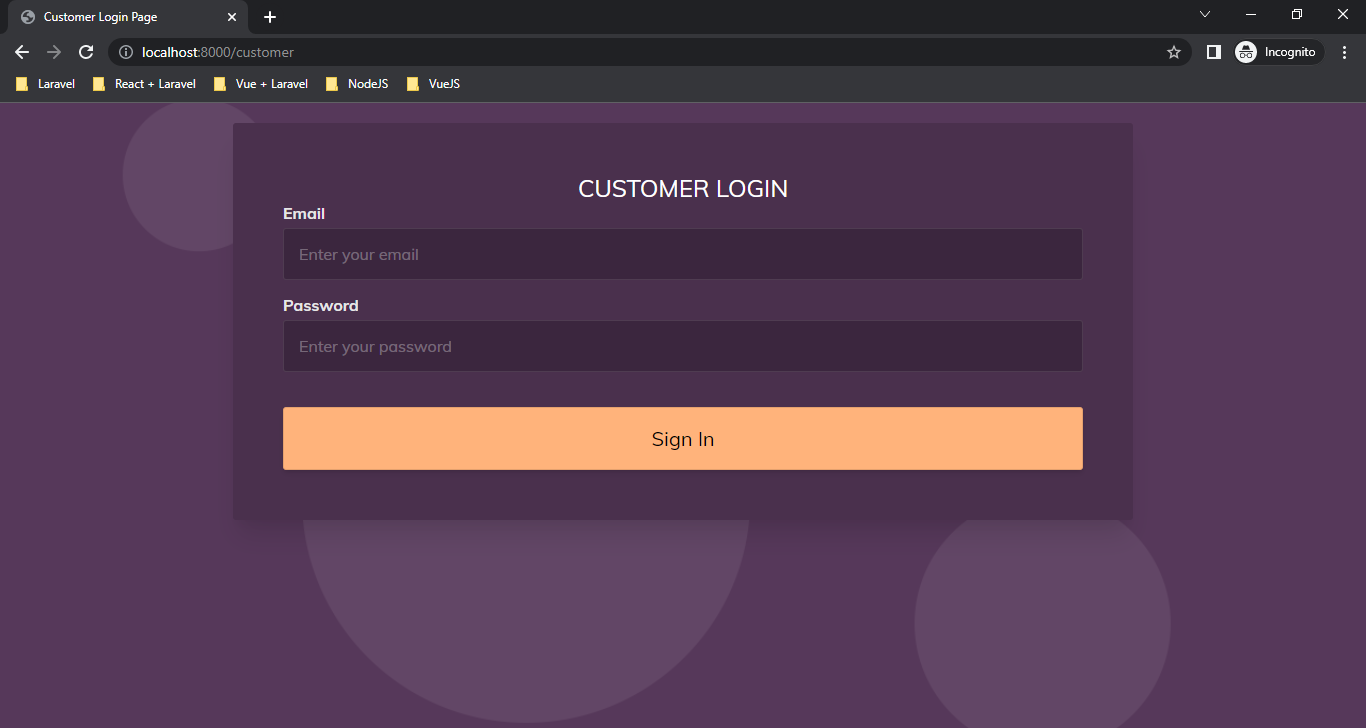 Customer Login Page
localhost:8000/customer
Incognito
Laravel React + Laravel Vue + Laravel NodeJS VueJS
CUSTOMER LOGIN
Email
Enter your email
Password
Enter your password
Sign In